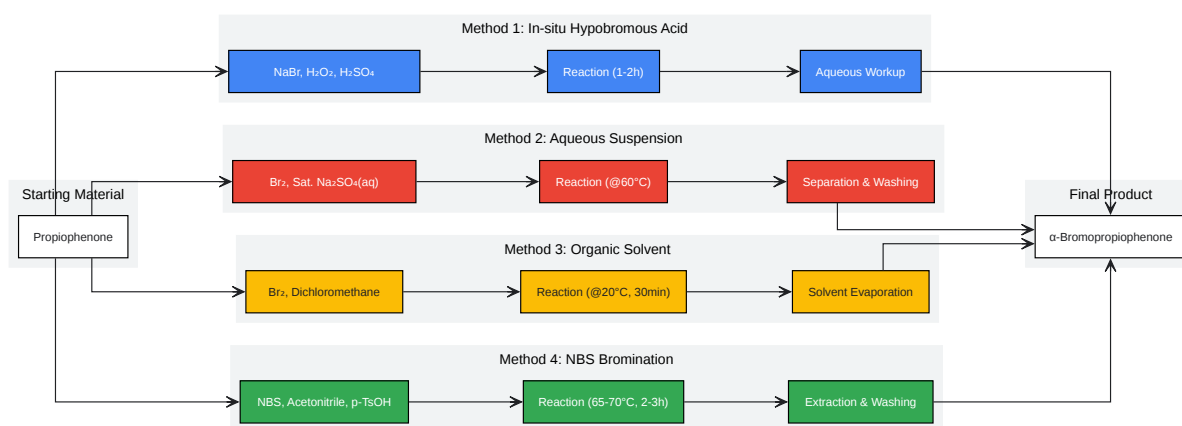 Method 1: In-situ Hypobromous Acid
NaBr, H₂O₂, H₂SO₄
Reaction (1-2h)
Aqueous Workup
Method 2: Aqueous Suspension
Br₂, Sat. Na₂SO₄(aq)
Reaction (@60°C)
Separation & Washing
Starting Material
Propiophenone
Final Product
α-Bromopropiophenone
Method 3: Organic Solvent
Br₂, Dichloromethane
Reaction (@20°C, 30min)
Solvent Evaporation
Method 4: NBS Bromination
NBS, Acetonitrile, p-TsOH
Reaction (65-70°C, 2-3h)
Extraction & Washing